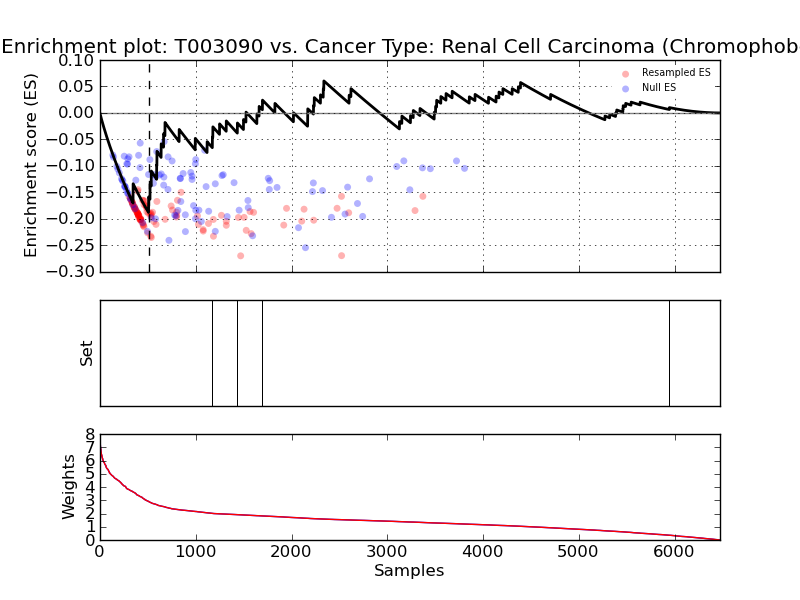 Enrichment plot: T003090 vs. Cancer Type: Renal Cell Carcinoma (Chromophob
0.10
0.05
0.00
−0.05
−0.10
−0.15
−0.20
−0.25
−0.30
Enrichment score (ES)
Resampled ES
Null ES
Set
8
7
6
5
4
3
2
1
0
Weights
0 1000 2000 3000 4000 5000 6000
Samples